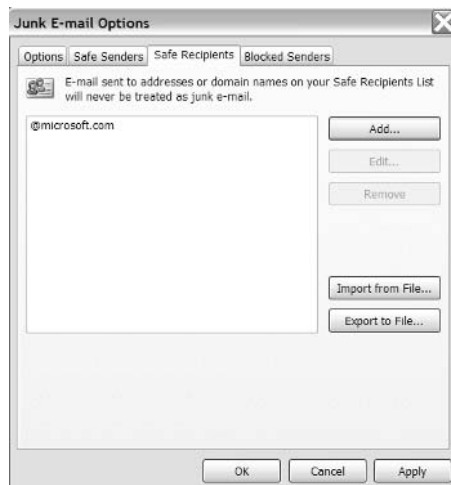 Junk E-mail Options
Options Safe Senders Safe Recipients Blocked Senders
E-mail sent to addresses or domain names on your Safe Recipients List
will never be treated as junk e-mail.
@microsoft.com
Add...
Edit...
Remove
Import from File...
Export to File...
OK Cancel Apply